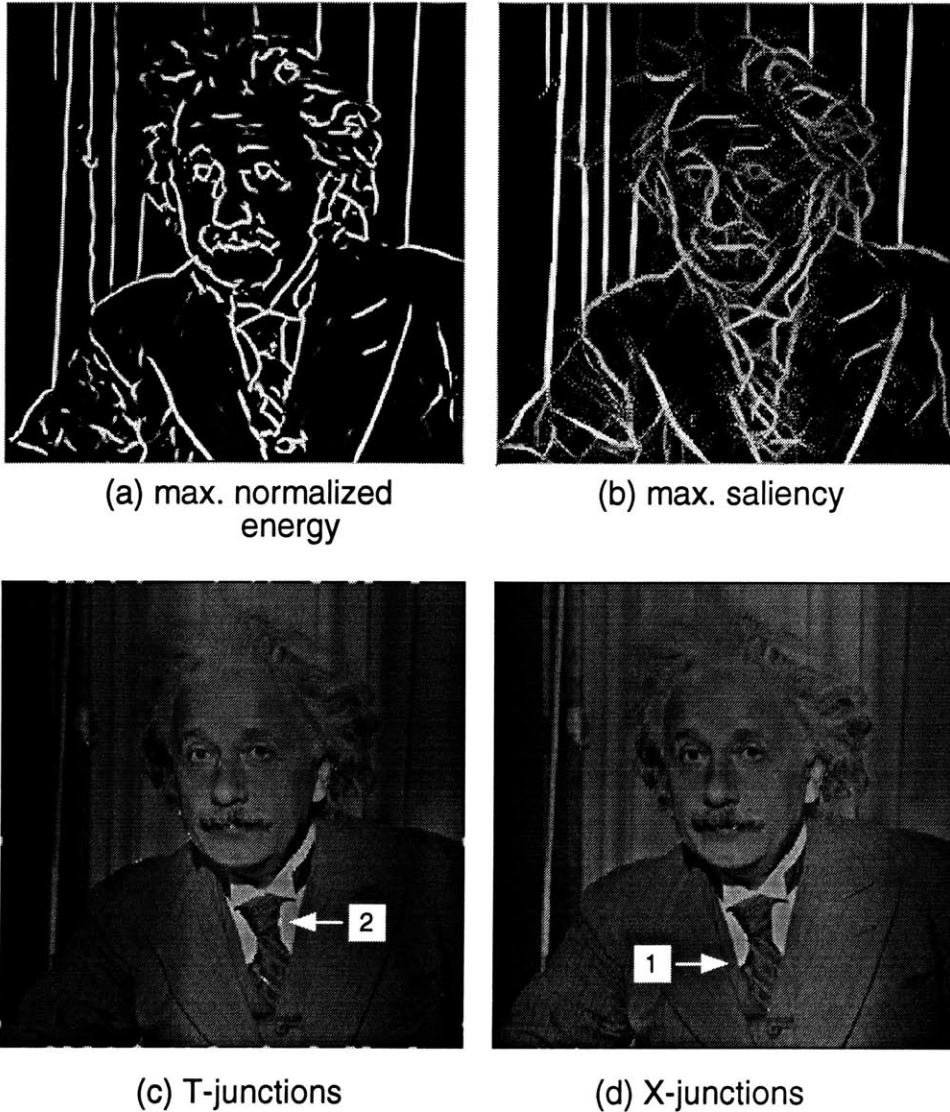 (a) max. normalized
energy
(b) max. saliency
2
1
(c) T-junctions
(d) X-junctions